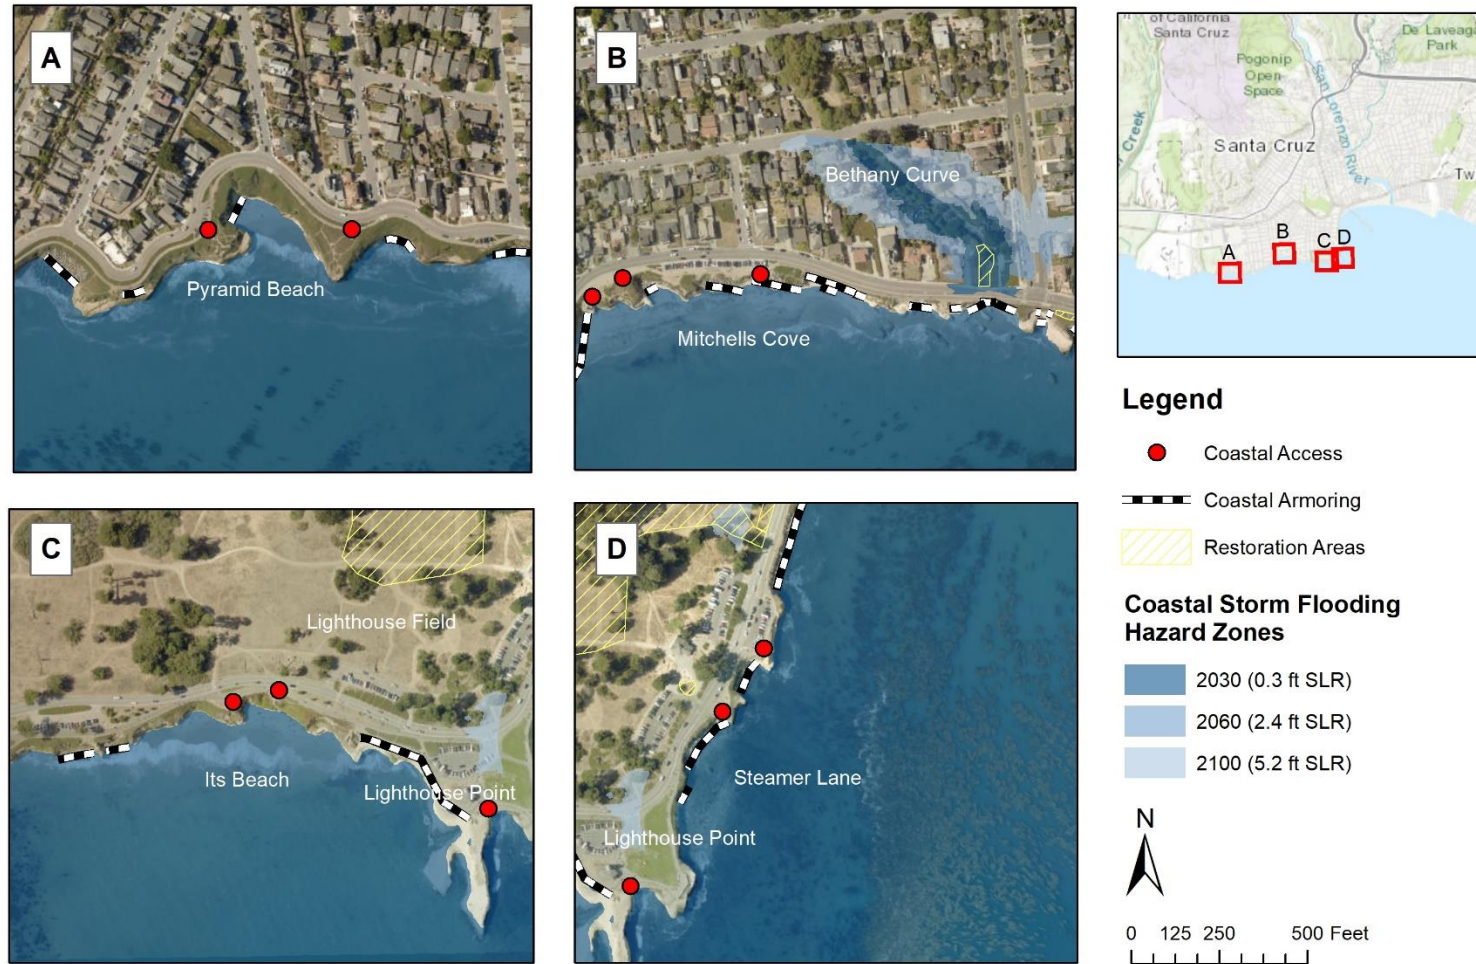 A
Pyramid Beach
B
Bethany Curve
Mitchells Cove
of California
Santa Cruz
De Laveaga
Park
Pogonip
Open
Space
San Lorenzo River
Creek
Santa Cruz
Tw
A
B
C
D
Legend
Coastal Access
Coastal Armoring
Restoration Areas
Coastal Storm Flooding
Hazard Zones
2030 (0.3 ft SLR)
2060 (2.4 ft SLR)
2100 (5.2 ft SLR)
N
0 125 250 500 Feet
C
Lighthouse Field
Its Beach
Lighthouse Point
D
Steamer Lane
Lighthouse Point